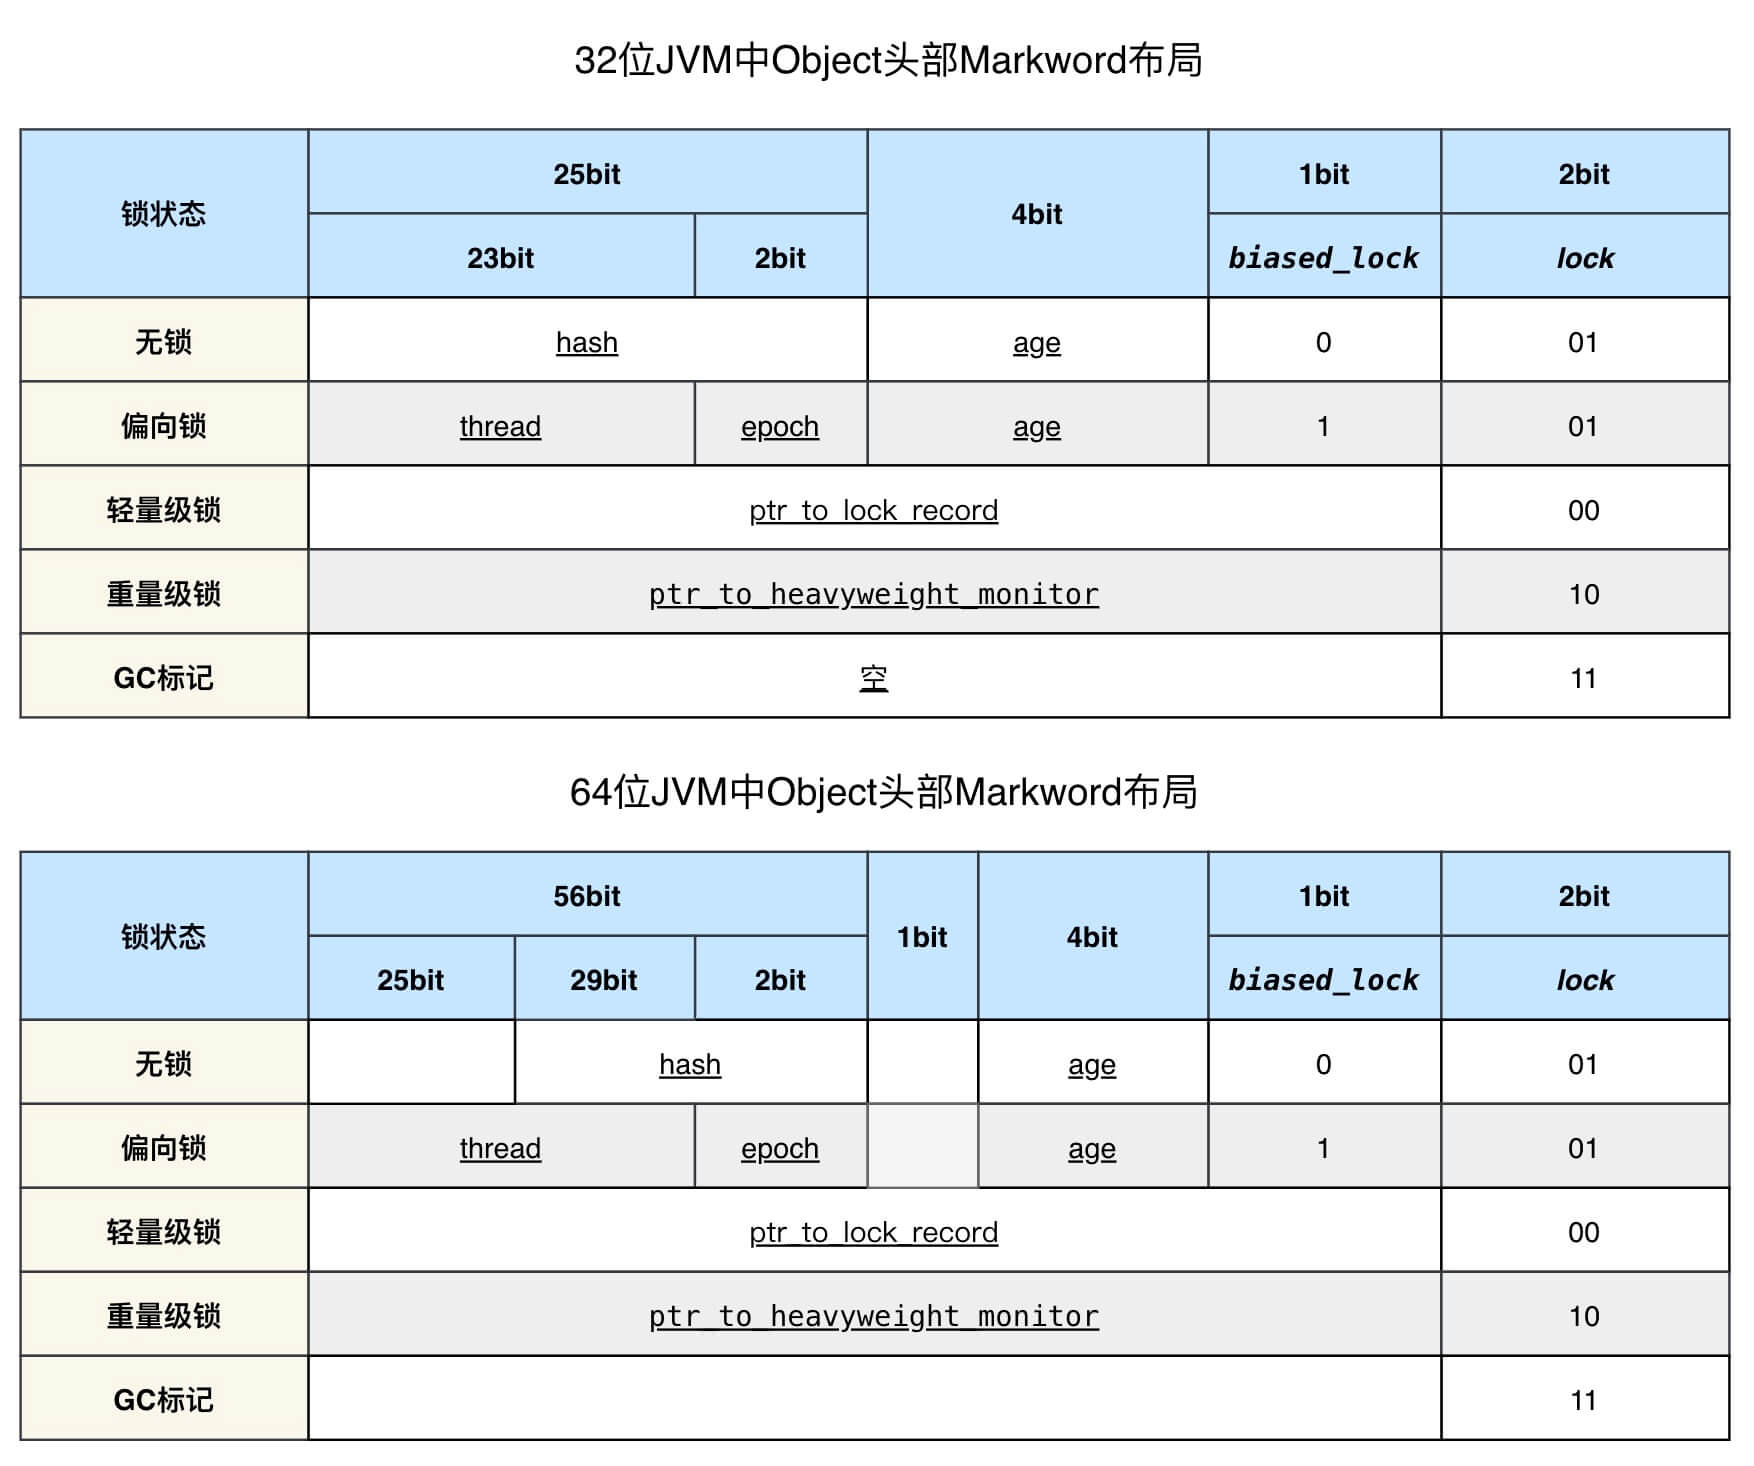 32位JVM中Object头部Markword布局
锁状态 25bit 4bit 1bit 2bit
23bit 2bit biased_lock lock
无锁 hash age 0 01
偏向锁 thread epoch age 1 01
轻量级锁 ptr_to_lock_record 00
重量级锁 ptr_to_heavyweight_monitor 10
GC标记 空 11
64位JVM中Object头部Markword布局
锁状态 56bit 1bit 4bit 1bit 2bit
25bit 29bit 2bit biased_lock lock
无锁 hash age 0 01
偏向锁 thread epoch age 1 01
轻量级锁 ptr_to_lock_record 00
重量级锁 ptr_to_heavyweight_monitor 10
GC标记 11